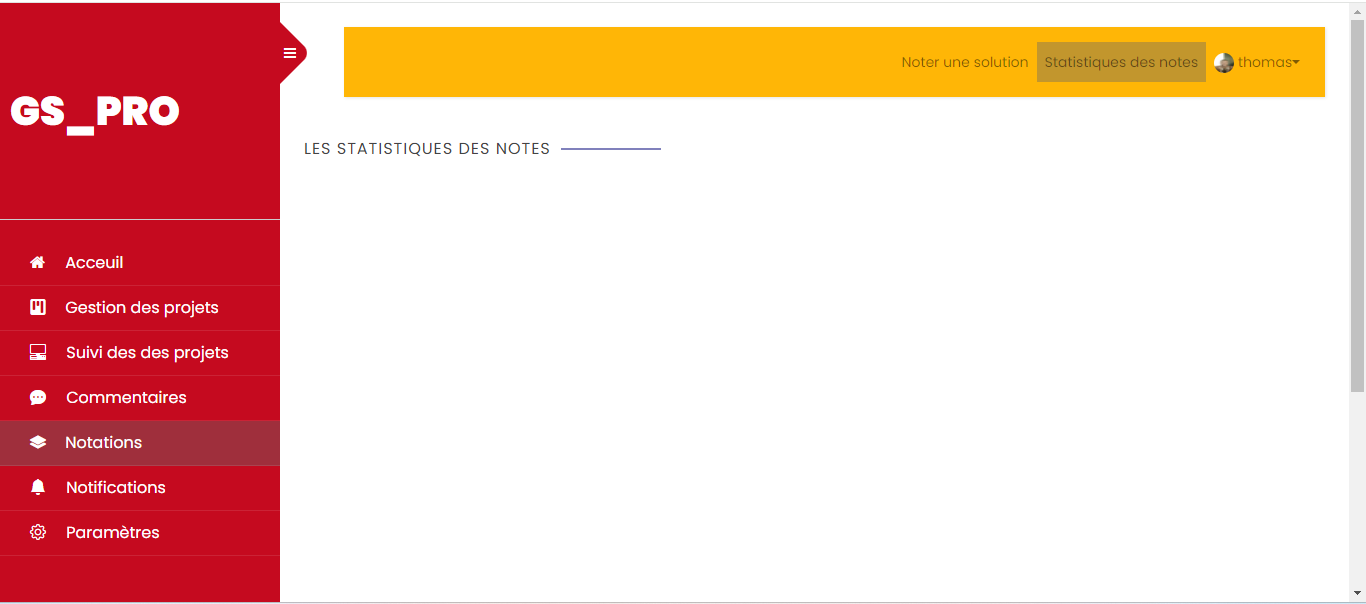 GS_PRO
Noter une solution
Statistiques des notes
thomas
LES STATISTIQUES DES NOTES
Acceuil
Gestion des projets
Suivi des des projets
Commentaires
Notations
Notifications
Paramètres